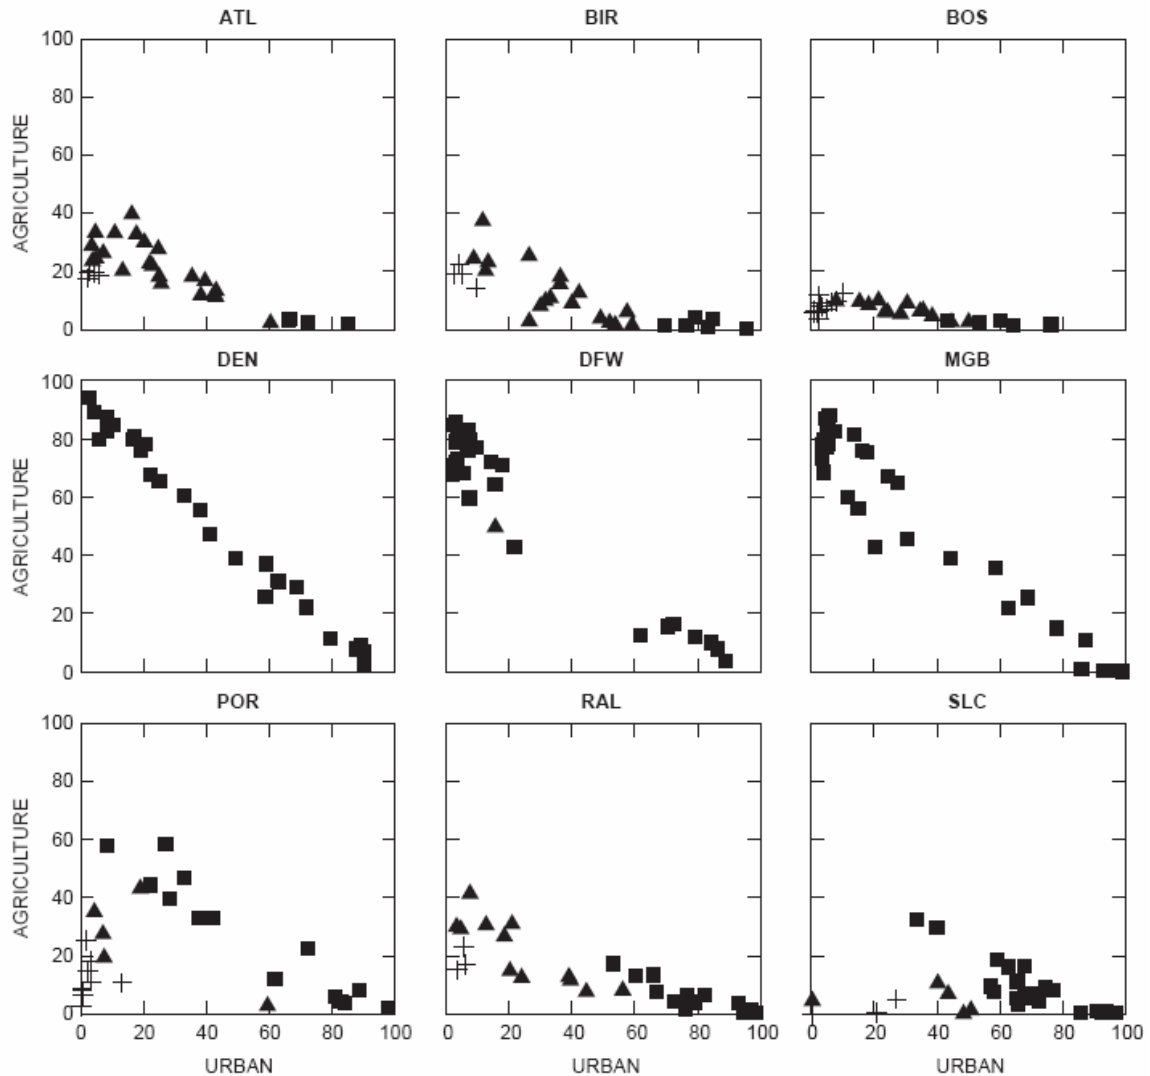 ATL BIR BOS
100
80
60
40
20
0
AGRICULTURE
DEN DFW MGB
100
80
60
40
20
0
AGRICULTURE
POR RAL SLC
100
80
60
40
20
0
AGRICULTURE
0 20 40 60 80 100 0 20 40 60 80 100 0 20 40 60 80 100
URBAN URBAN URBAN